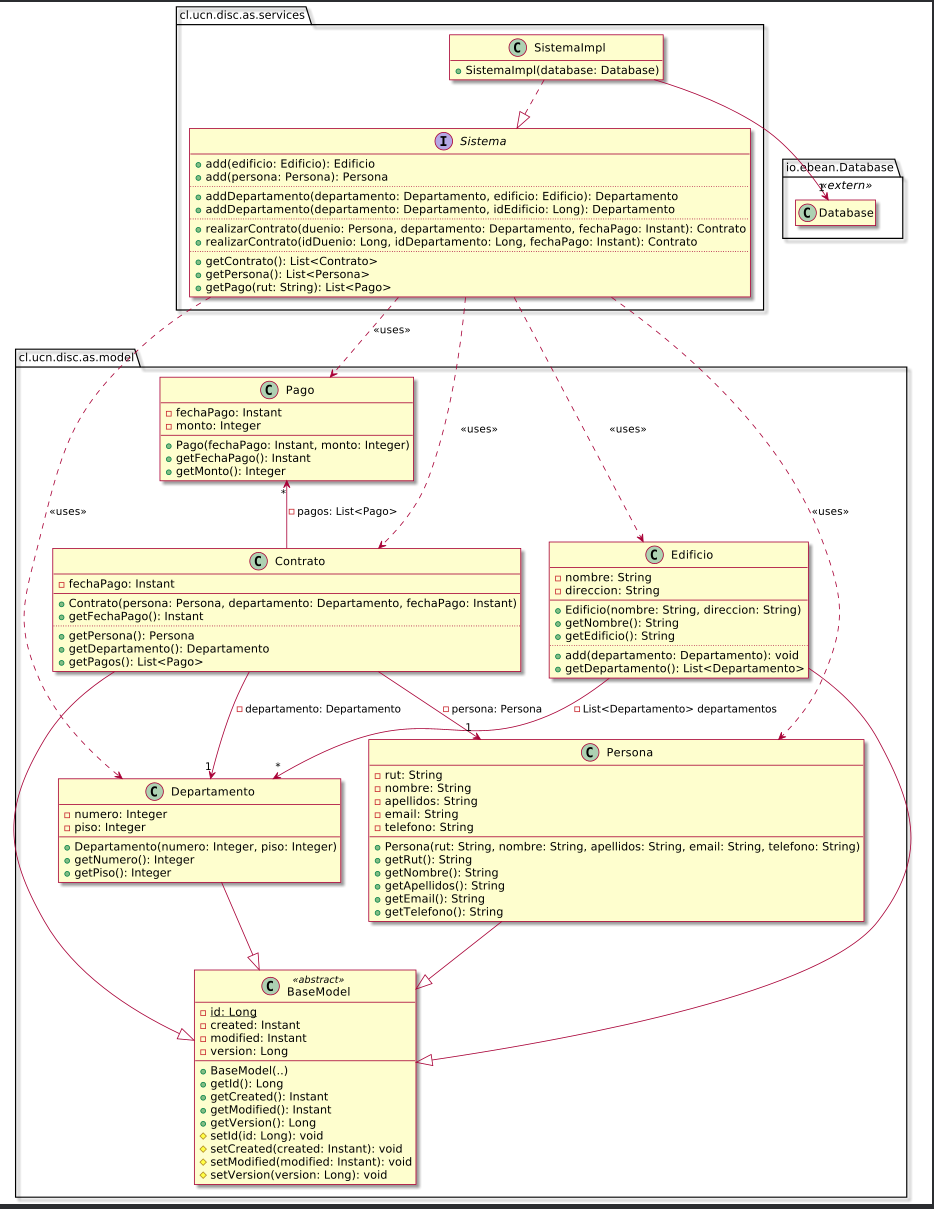 cl.ucn.disc.as.services
C SistemaImpl
SistemaImpl(database: Database)
I Sistema
add(edificio: Edificio): Edificio
add(persona: Persona): Persona
addDepartamento(departamento: Departamento, edificio: Edificio): Departamento
addDepartamento(departamento: Departamento, idEdificio: Long): Departamento
realizarContrato(duenio: Persona, departamento: Departamento, fechaPago: Instant): Contrato
realizarContrato(idDuenio: Long, idDepartamento: Long, fechaPago: Instant): Contrato
getContrato(): List<Contrato>
getPersona(): List<Persona>
getPago(rut: String): List<Pago>
io.ebean.Database
«extern»
1
C Database
«uses»
cl.ucn.disc.as.model
C Pago
fechaPago: Instant
monto: Integer
Pago(fechaPago: Instant, monto: Integer)
getFechaPago(): Instant
getMonto(): Integer
«uses»
«uses»
*
pagos: List<Pago>
«uses»
«uses»
C Contrato
fechaPago: Instant
Contrato(persona: Persona, departamento: Departamento, fechaPago: Instant)
getFechaPago(): Instant
getPersona(): Persona
getDepartamento(): Departamento
getPagos(): List<Pago>
C Edificio
nombre: String
direccion: String
Edificio(nombre: String, direccion: String)
getNombre(): String
getEdificio(): String
add(departamento: Departamento): void
getDepartamento(): List<Departamento>
departamento: Departamento
persona: Persona
List<Departamento> departamentos
1
1
*
C Departamento
numero: Integer
piso: Integer
Departamento(numero: Integer, piso: Integer)
getNumero(): Integer
getPiso(): Integer
C Persona
rut: String
nombre: String
apellidos: String
email: String
telefono: String
Persona(rut: String, nombre: String, apellidos: String, email: String, telefono: String)
getRut(): String
getNombre(): String
getApellidos(): String
getEmail(): String
getTelefono(): String
«abstract»
C BaseModel
id: Long
created: Instant
modified: Instant
version: Long
BaseModel(..)
getId(): Long
getCreated(): Instant
getModified(): Instant
getVersion(): Long
setId(id: Long): void
setCreated(created: Instant): void
setModified(modified: Instant): void
setVersion(version: Long): void